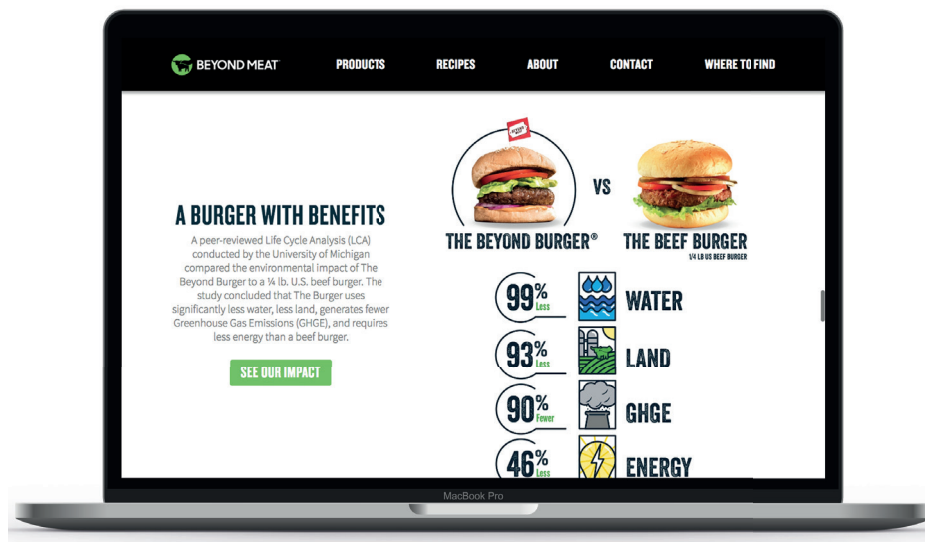 BEYOND MEAT
PRODUCTS
RECIPES
ABOUT
CONTACT
WHERE TO FIND
A BURGER WITH BENEFITS
A peer-reviewed Life Cycle Analysis (LCA)
conducted by the University of Michigan
compared the environmental impact of The
Beyond Burger to a ¼ lb. U.S. beef burger. The
study concluded that The Burger uses
significantly less water, less land, generates fewer
Greenhouse Gas Emissions (GHGE), and requires
less energy than a beef burger.
SEE OUR IMPACT
VS
THE BEYOND BURGER®
THE BEEF BURGER
1/4 LB US BEEF BURGER
99% Less
WATER
93% Less
LAND
90% Fewer
GHGE
46% Less
ENERGY
MacBook Pro